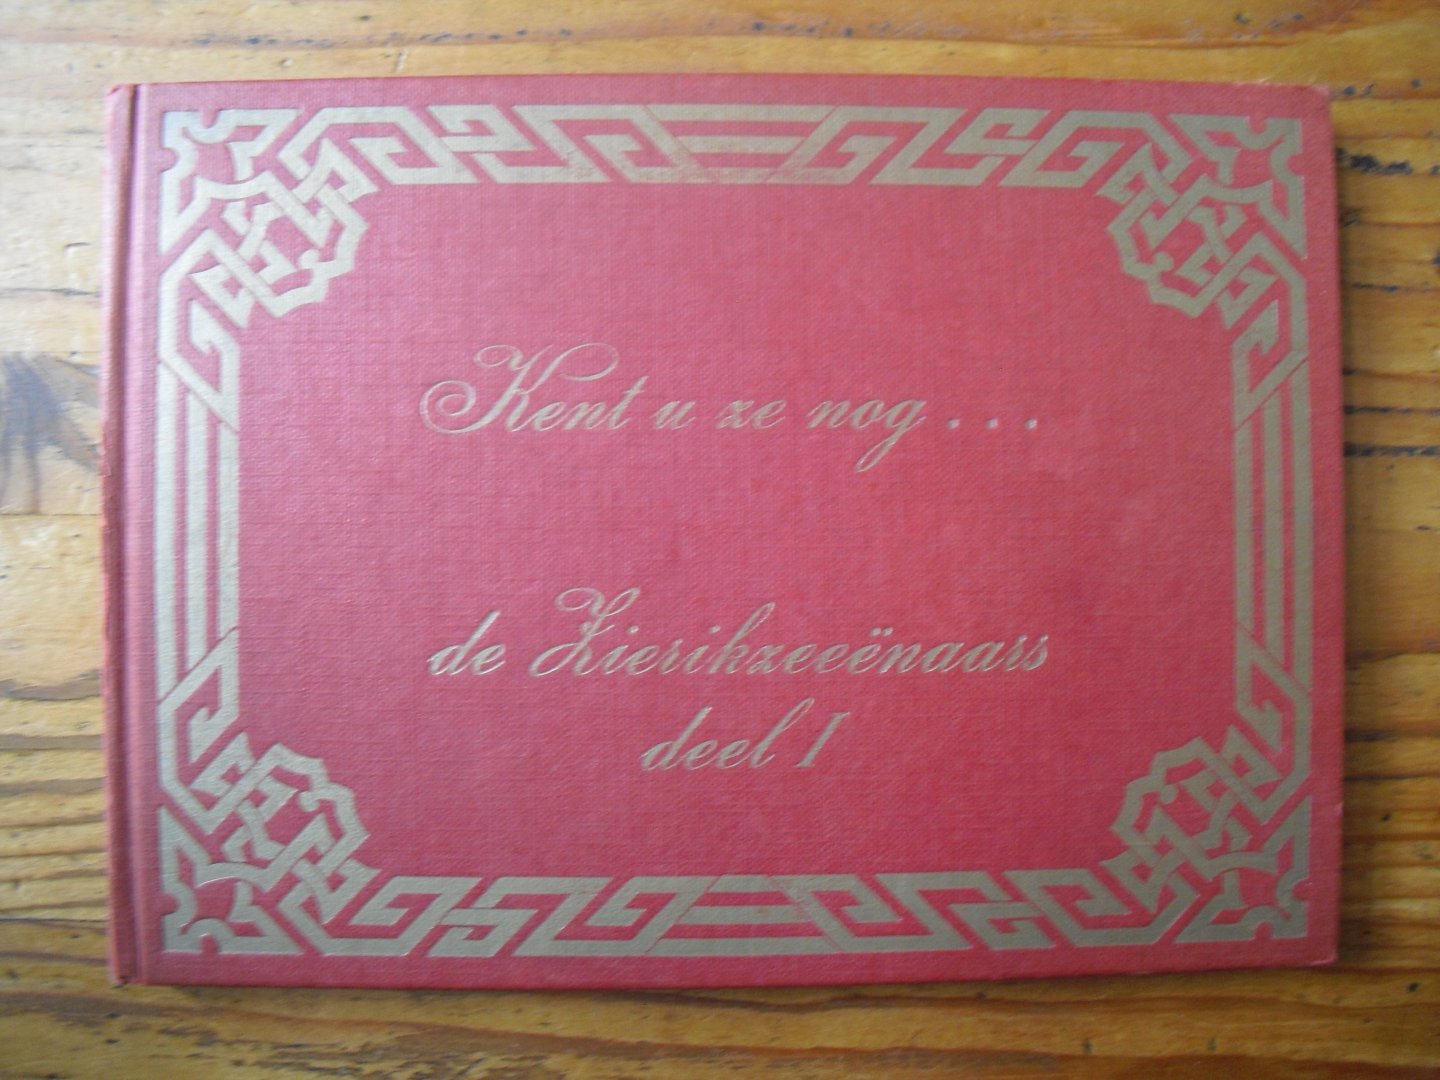 Kent u ze nog . . .
de Zierikzeeënaars
deel I